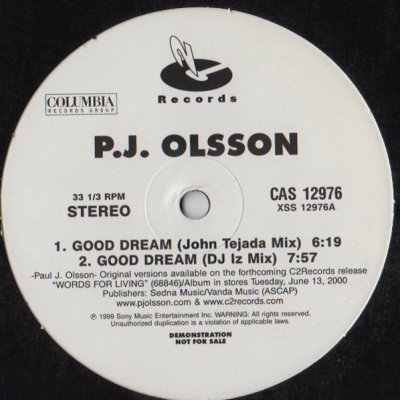 C2
Records
COLUMBIA
RECORDS GROUP
P.J. OLSSON
33 1/3 RPM
STEREO
CAS 12976
XSS 12976A
1. GOOD DREAM (John Tejada Mix) 6:19
2. GOOD DREAM (DJ Iz Mix) 7:57
-Paul J. Olsson- Original versions available on the forthcoming C2Records release
"WORDS FOR LIVING" (68846)/Album in stores Tuesday, June 13, 2000
Publishers: Sedna Music/Vanda Music (ASCAP)
www.pjolsson.com & www.c2records.com
℗ 1999 Sony Music Entertainment Inc. WARNING: All rights reserved.
Unauthorized duplication is a violation of applicable laws.
DEMONSTRATION
NOT FOR SALE